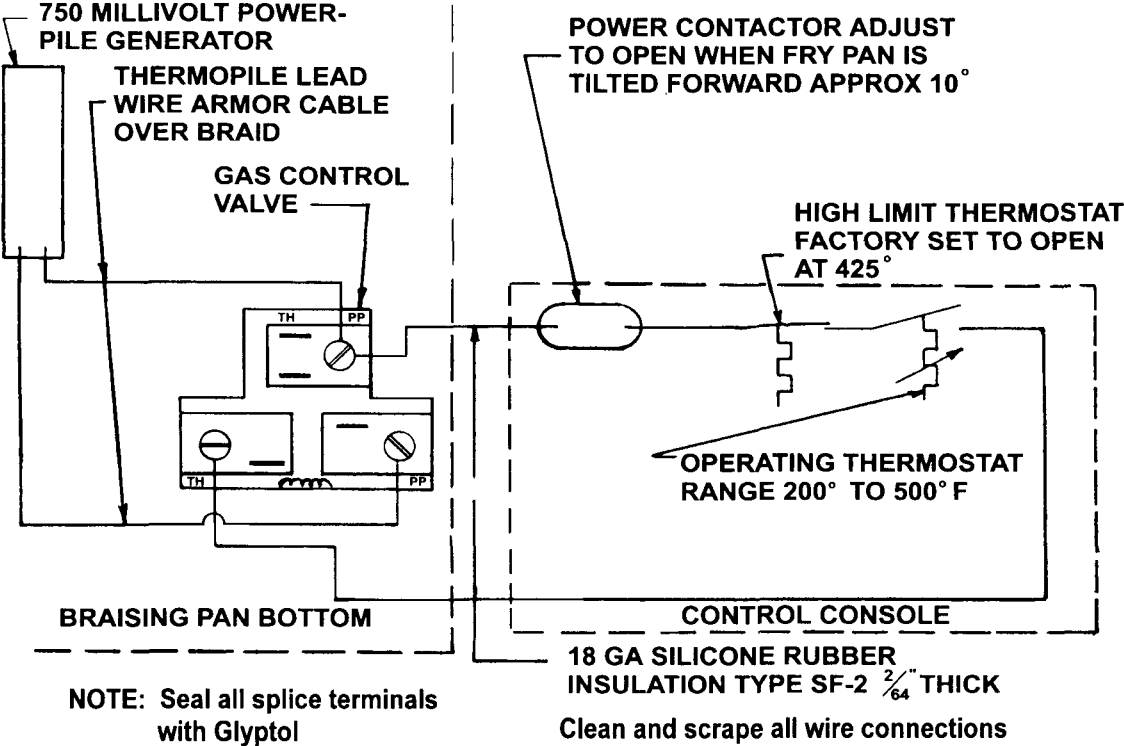 750 MILLIVOLT POWER-
PILE GENERATOR
THERMOPILE LEAD
WIRE ARMOR CABLE
OVER BRAID
GAS CONTROL
VALVE
POWER CONTACTOR ADJUST
TO OPEN WHEN FRY PAN IS
TILTED FORWARD APPROX 10°
HIGH LIMIT THERMOSTAT
FACTORY SET TO OPEN
AT 425°
TH PP
TH PP
OPERATING THERMOSTAT
RANGE 200° TO 500° F
BRAISING PAN BOTTOM
CONTROL CONSOLE
18 GA SILICONE RUBBER
INSULATION TYPE SF-2 2/64" THICK
NOTE: Seal all splice terminals
with Glyptol
Clean and scrape all wire connections